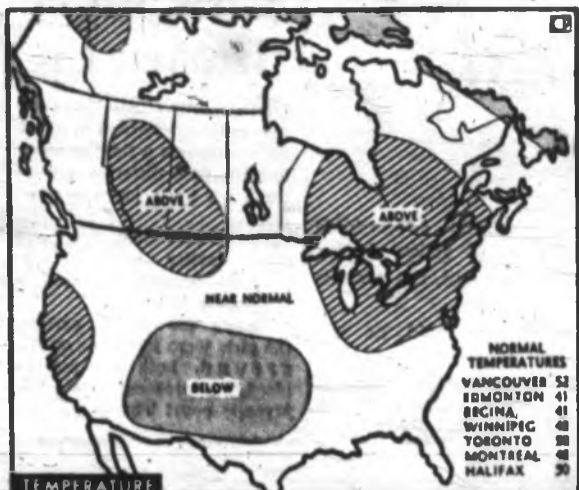 ABOVE
ABOVE
NEAR NORMAL
BELOW
NORMAL
TEMPERATURES
VANCOUVER 52
EDMONTON 41
REGINA, 41
WINNIPEG
TORONTO
MONTREAL
HALIFAX 50
TEMPERATURE